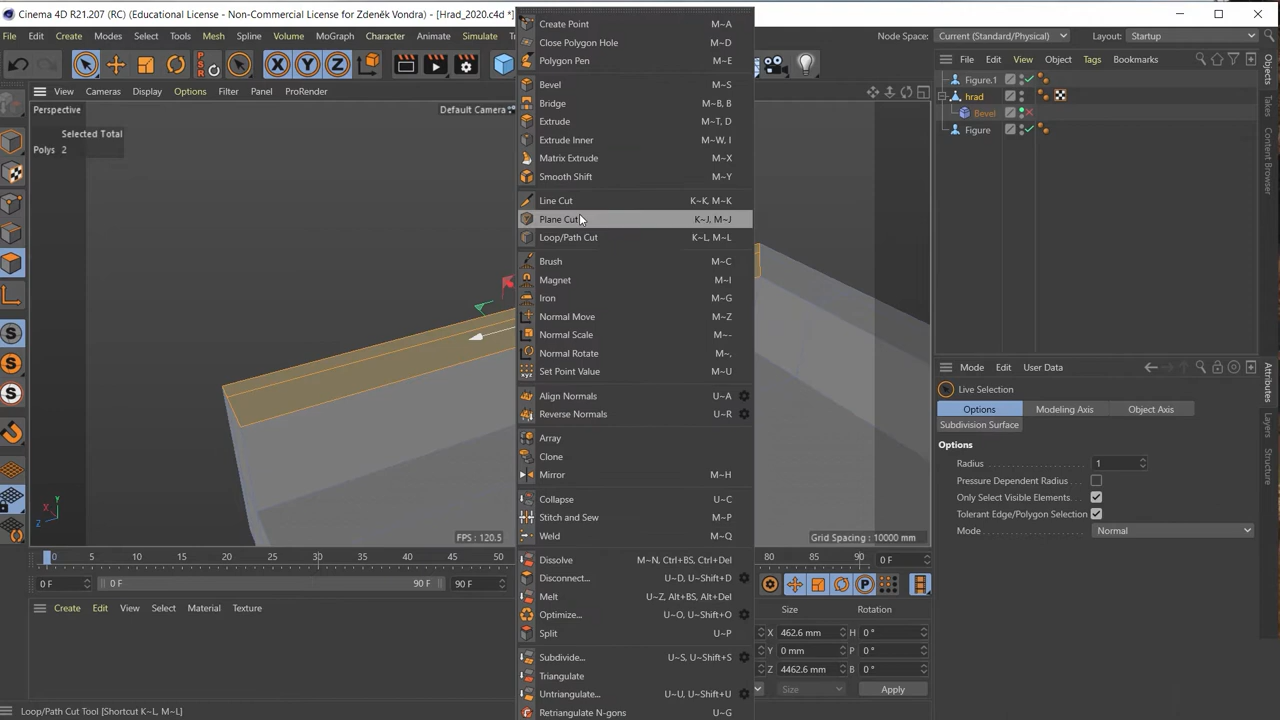 Cinema 4D R21.207 (RC) (Educational License - Non-Commercial License for Zdeněk Vondra) - [Hrad_2020.c4d *]
File Edit Create Modes Select Tools Mesh Spline Volume MoGraph Character Animate Simulate
Node Space: Current (Standard/Physical) Layout: Startup
PSR X Y Z
View Cameras Display Options Filter Panel ProRender
File Edit View Object Tags Bookmarks
Perspective
Default Camera
Selected Total
Polys 2
Figure.1
hrad
Bevel
Figure
Create Point M~A
Close Polygon Hole M~D
Polygon Pen M~E
Bevel M~S
Bridge M~B, B
Extrude M~T, D
Extrude Inner M~W, I
Matrix Extrude M~X
Smooth Shift M~Y
Line Cut K~K, M~K
Plane Cut K~J, M~J
Loop/Path Cut K~L, M~L
Brush M~C
Magnet M~I
Iron M~G
Normal Move M~Z
Normal Scale M~-
Normal Rotate M~,
Set Point Value M~U
Align Normals U~A
Reverse Normals U~R
Array
Clone
Mirror M~H
Collapse U~C
Stitch and Sew M~P
Weld M~Q
Dissolve M~N, Ctrl+BS, Ctrl+Del
Disconnect... U~D, U~Shift+D
Melt U~Z, Alt+BS, Alt+Del
Optimize... U~O, U~Shift+O
Split U~P
Subdivide... U~S, U~Shift+S
Triangulate
Untriangulate... U~U, U~Shift+U
Retriangulate N-gons U~G
Objects
Takes
Content Browser
Mode Edit User Data
Live Selection
Options Modeling Axis Object Axis
Subdivision Surface
Options
Radius 1
Pressure Dependent Radius
Only Select Visible Elements
Tolerant Edge/Polygon Selection
Mode Normal
Attributes
Layers
Structure
S
S
S
Y
X
Z
FPS : 120.5
Grid Spacing : 10000 mm
0 5 10 15 20 25 30 35 40 45 50 80 85 90 0 F
0 F 0 F 90 F 90 F
P
Create Edit View Select Material Texture
Size Rotation
X 462.6 mm H 0 °
Y 0 mm P 0 °
Z 4462.6 mm B 0 °
Size Apply
Loop/Path Cut Tool [Shortcut K~L, M~L]